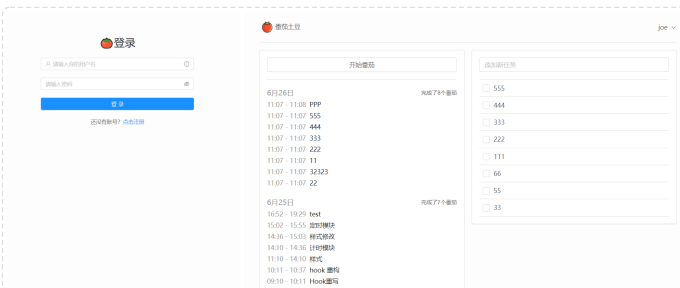 登录
请输入你的用户名
请输入密码
登 录
还没有账号？点击注册
番茄土豆
joe
开始番茄
6月26日 完成了8个番茄
11:07 - 11:08 PPP
11:07 - 11:07 555
11:07 - 11:07 444
11:07 - 11:07 333
11:07 - 11:07 222
11:07 - 11:07 11
11:07 - 11:07 32323
11:07 - 11:07 22
6月25日 完成了7个番茄
16:52 - 19:29 test
15:02 - 15:55 定时模块
14:36 - 15:03 样式修改
14:10 - 14:36 计时模块
11:10 - 14:10 样式
10:11 - 10:37 hook 重构
09:10 - 10:11 Hook重写
添加新任务
555
444
333
222
111
66
55
33